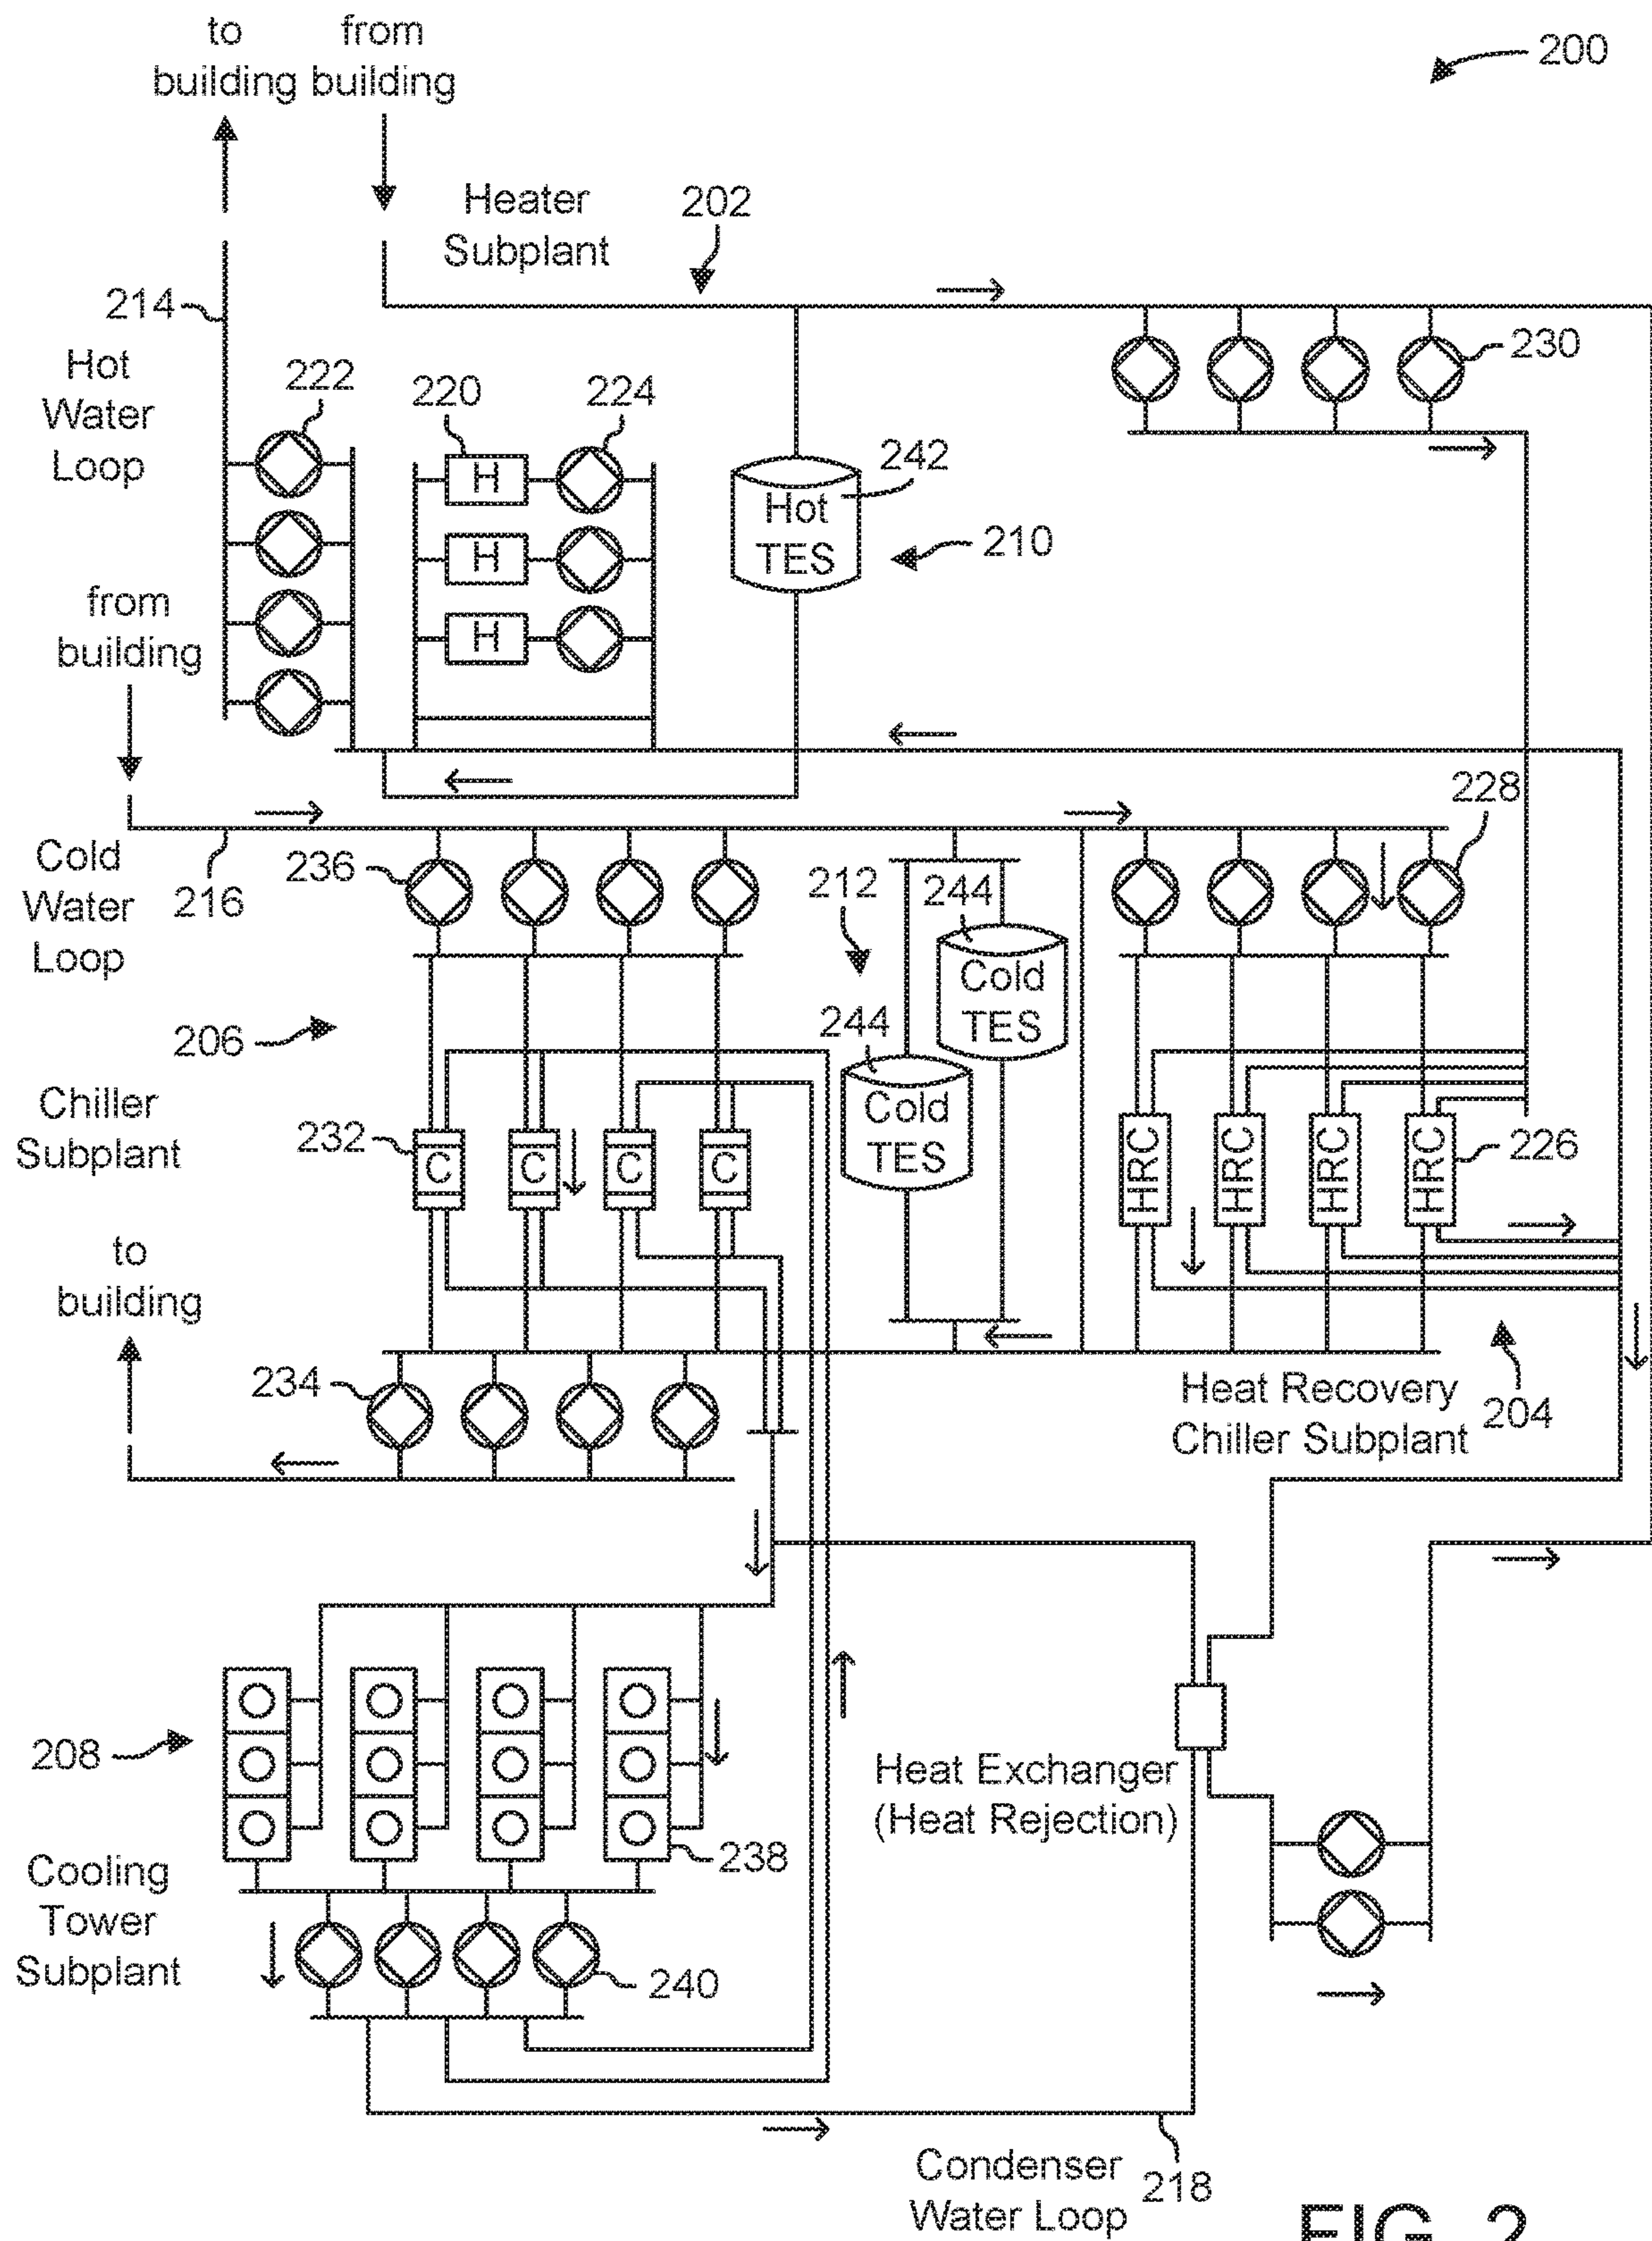 to
building
from
building
200
Heater
Subplant
202
214
Hot
Water
Loop
222
220
224
230
H
H
H
Hot
TES
242
210
from
building
228
Cold
Water
Loop
216
236
212
244
Cold
TES
244
Cold
TES
206
Chiller
Subplant
232
C
C
C
C
HRC
HRC
HRC
HRC
226
to
building
234
Heat Recovery
Chiller Subplant
204
208
Heat Exchanger
(Heat Rejection)
238
Cooling
Tower
Subplant
240
Condenser
Water Loop
218
FIG. 2